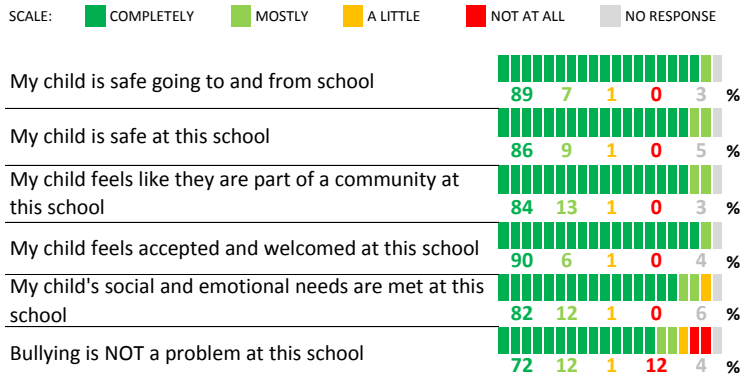 SCALE: COMPLETELY MOSTLY A LITTLE NOT AT ALL NO RESPONSE
My child is safe going to and from school
89 7 1 0 3 %
My child is safe at this school
86 9 1 0 5 %
My child feels like they are part of a community at
this school
84 13 1 0 3 %
My child feels accepted and welcomed at this school
90 6 1 0 4 %
My child's social and emotional needs are met at this
school
82 12 1 0 6 %
Bullying is NOT a problem at this school
72 12 1 12 4 %